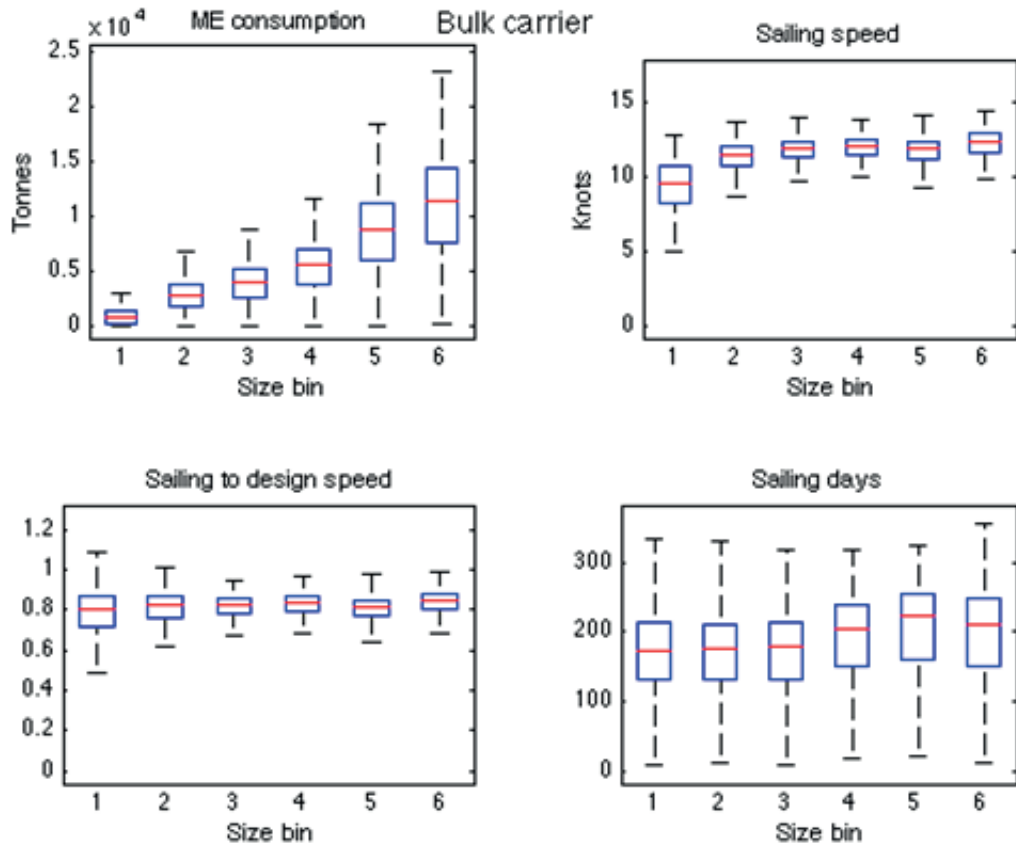 Bulk carrier
ME consumption
×10⁴
2.5
2
1.5
1
0.5
0
Tonnes
1 2 3 4 5 6
Size bin
Sailing speed
15
10
5
0
Knots
1 2 3 4 5 6
Size bin
Sailing to design speed
1.2
1
0.8
0.6
0.4
0.2
0
1 2 3 4 5 6
Size bin
Sailing days
300
200
100
0
1 2 3 4 5 6
Size bin